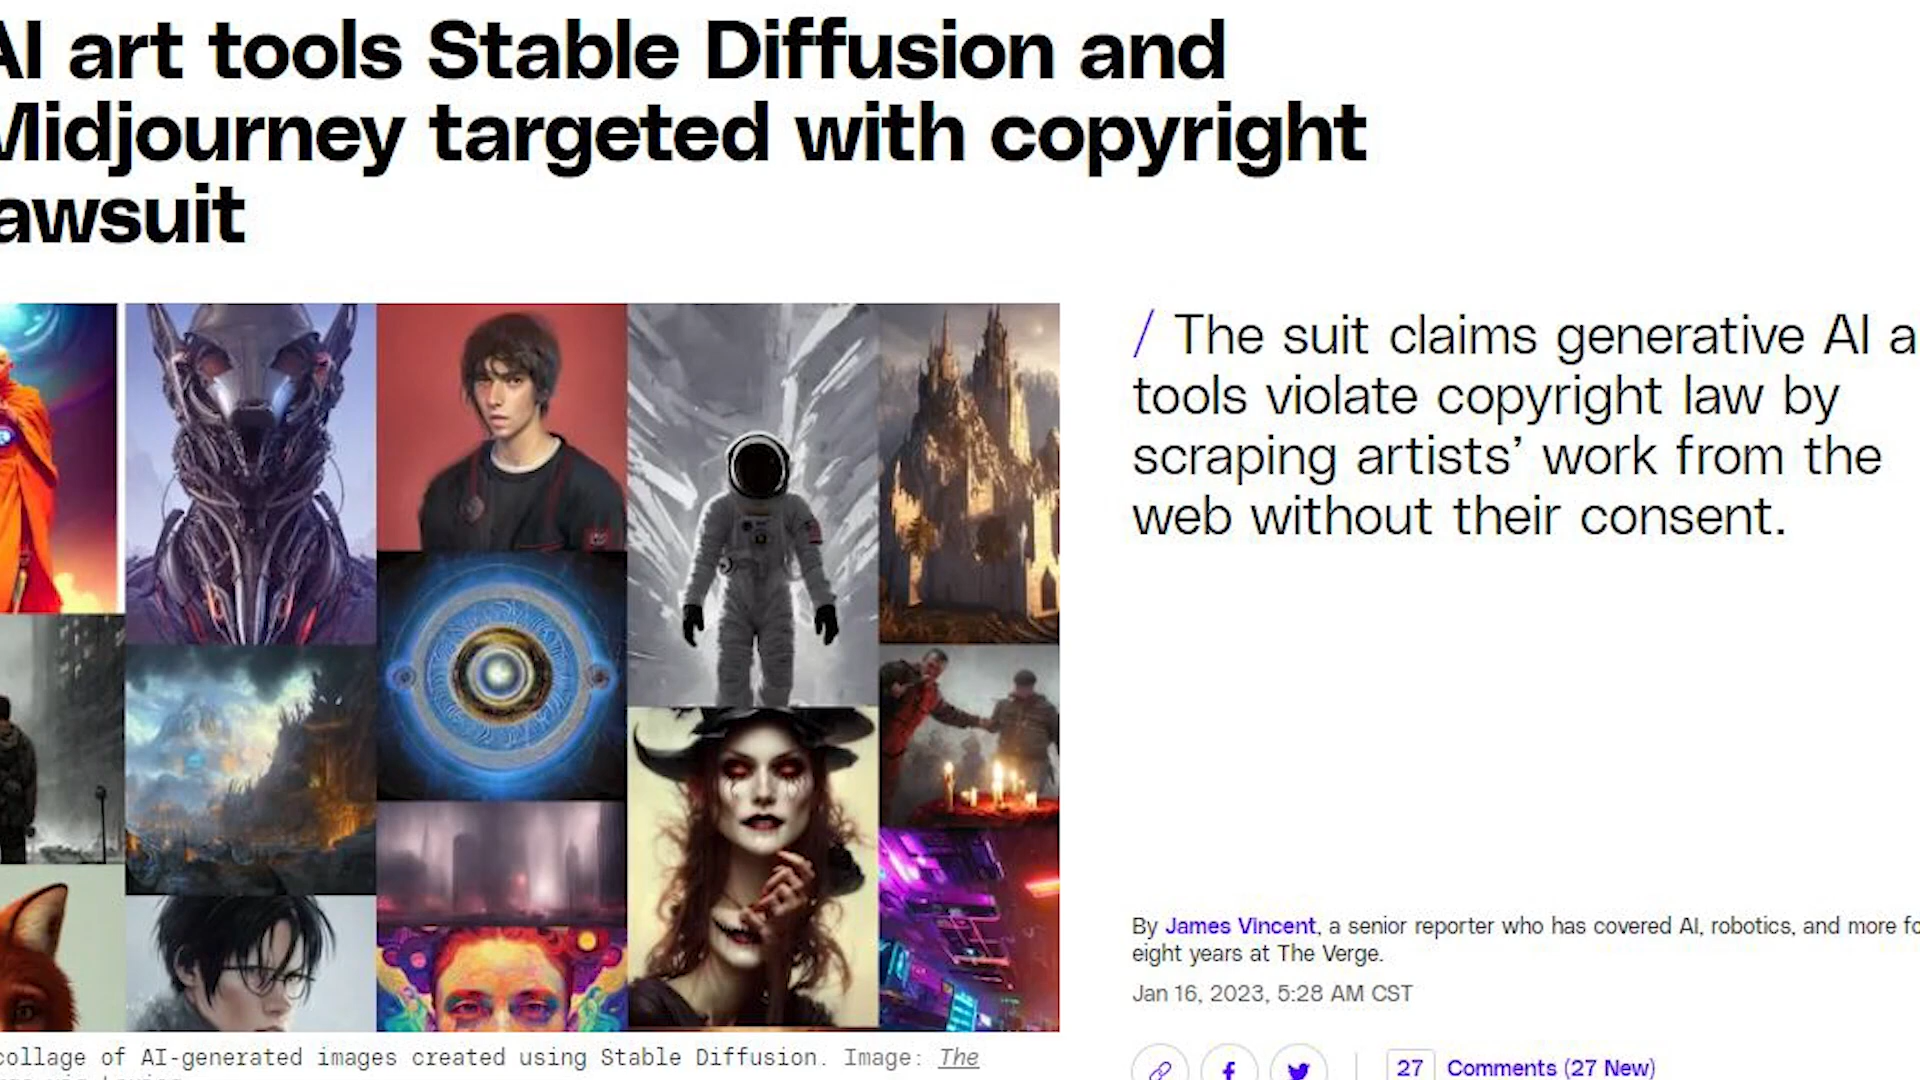 AI art tools Stable Diffusion and
Midjourney targeted with copyright
awsuit
/ The suit claims generative AI a
tools violate copyright law by
scraping artists’ work from the
web without their consent.
By James Vincent, a senior reporter who has covered AI, robotics, and more fo
eight years at The Verge.
Jan 16, 2023, 5:28 AM CST
27 Comments (27 New)
collage of AI-generated images created using Stable Diffusion. Image: The